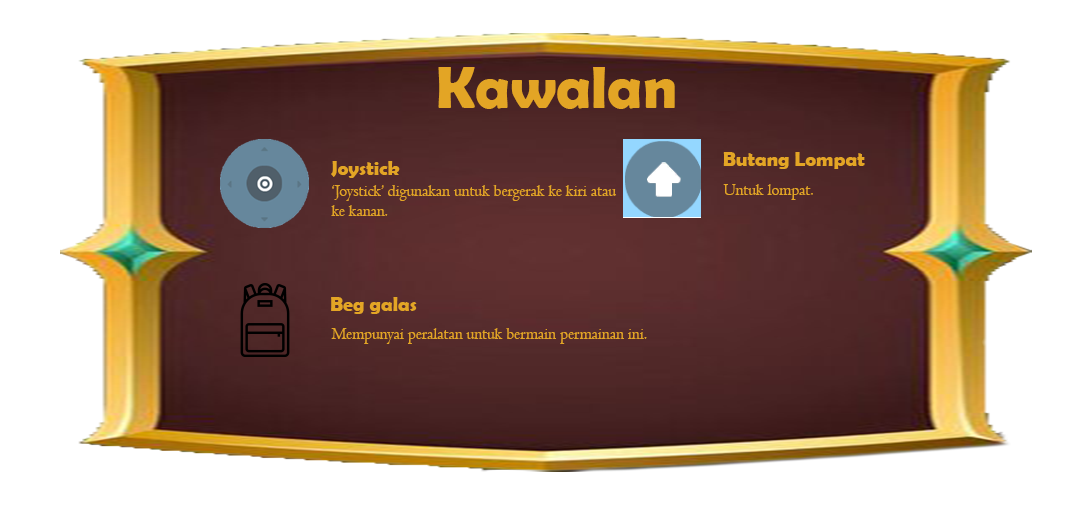 Kawalan
Joystick
'Joystick' digunakan untuk bergerak ke kiri atau
ke kanan.
Butang Lompat
Untuk lompat.
Beg galas
Mempunyai peralatan untuk bermain permainan ini.